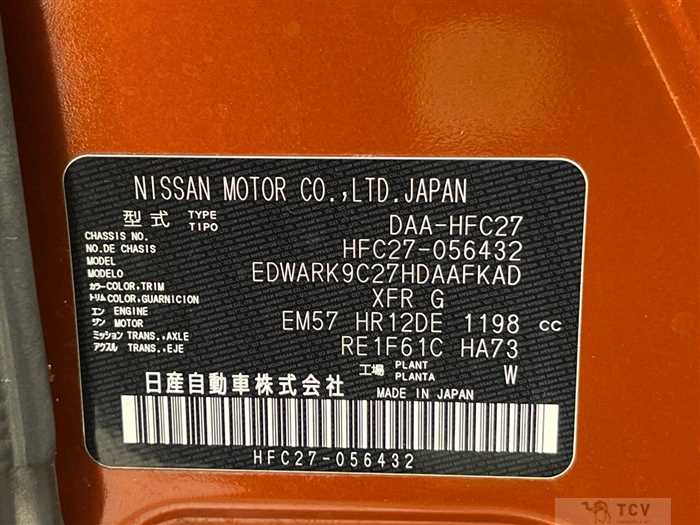 NISSAN MOTOR CO.,LTD.JAPAN
型式 TYPE TIPO DAA-HFC27
CHASSIS NO.
NO.DE CHASIS HFC27-056432
MODEL
MODELO EDWARK9C27HDAAFKAD
カラー COLOR,TRIM
トリム COLOR,GUARNICION XFR G
エン ENGINE
ジン MOTOR EM57 HR12DE 1198 cc
ミッション TRANS.,AXLE
アクスル TRANS.,EJE RE1F61C HA73
工場 PLANT PLANTA W
日産自動車株式会社 MADE IN JAPAN
HFC27-056432
TCV